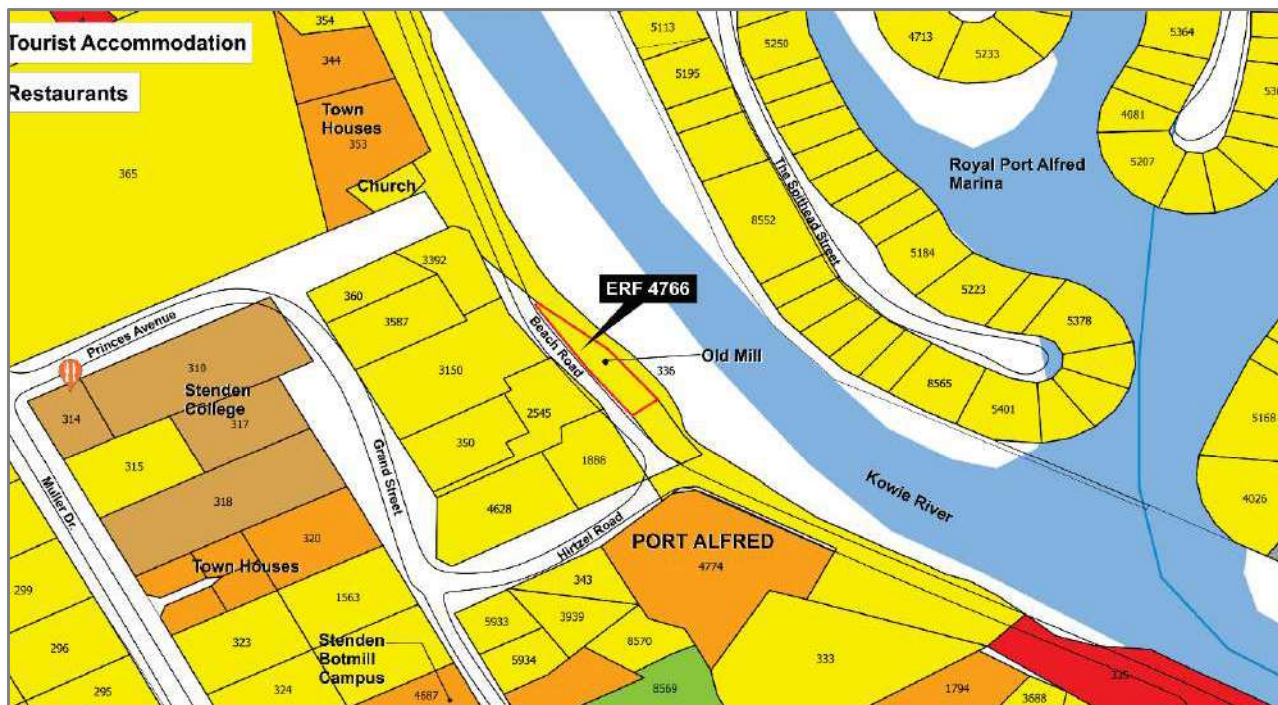 Tourist Accommodation
Restaurants
354
344
Town
Houses
353
365
Church
5113
5195
5250
4713
5233
5364
4081
5207
Royal Port Alfred
Marina
The Spithead Street
8552
5184
5223
5378
8565
5401
5168
4026
Kowie River
ERF 4766
Old Mill
336
Beach Road
3392
360
3587
3150
350
2545
1888
4628
Princes Avenue
310
Stenden
College
317
314
315
318
Grand Street
Muller Dr.
320
Town Houses
299
296
295
1563
323
324
Stenden
Botmill
Campus
4687
Hirtzel Road
PORT ALFRED
4774
343
5933
3939
5934
8570
8569
333
1794
3688
335